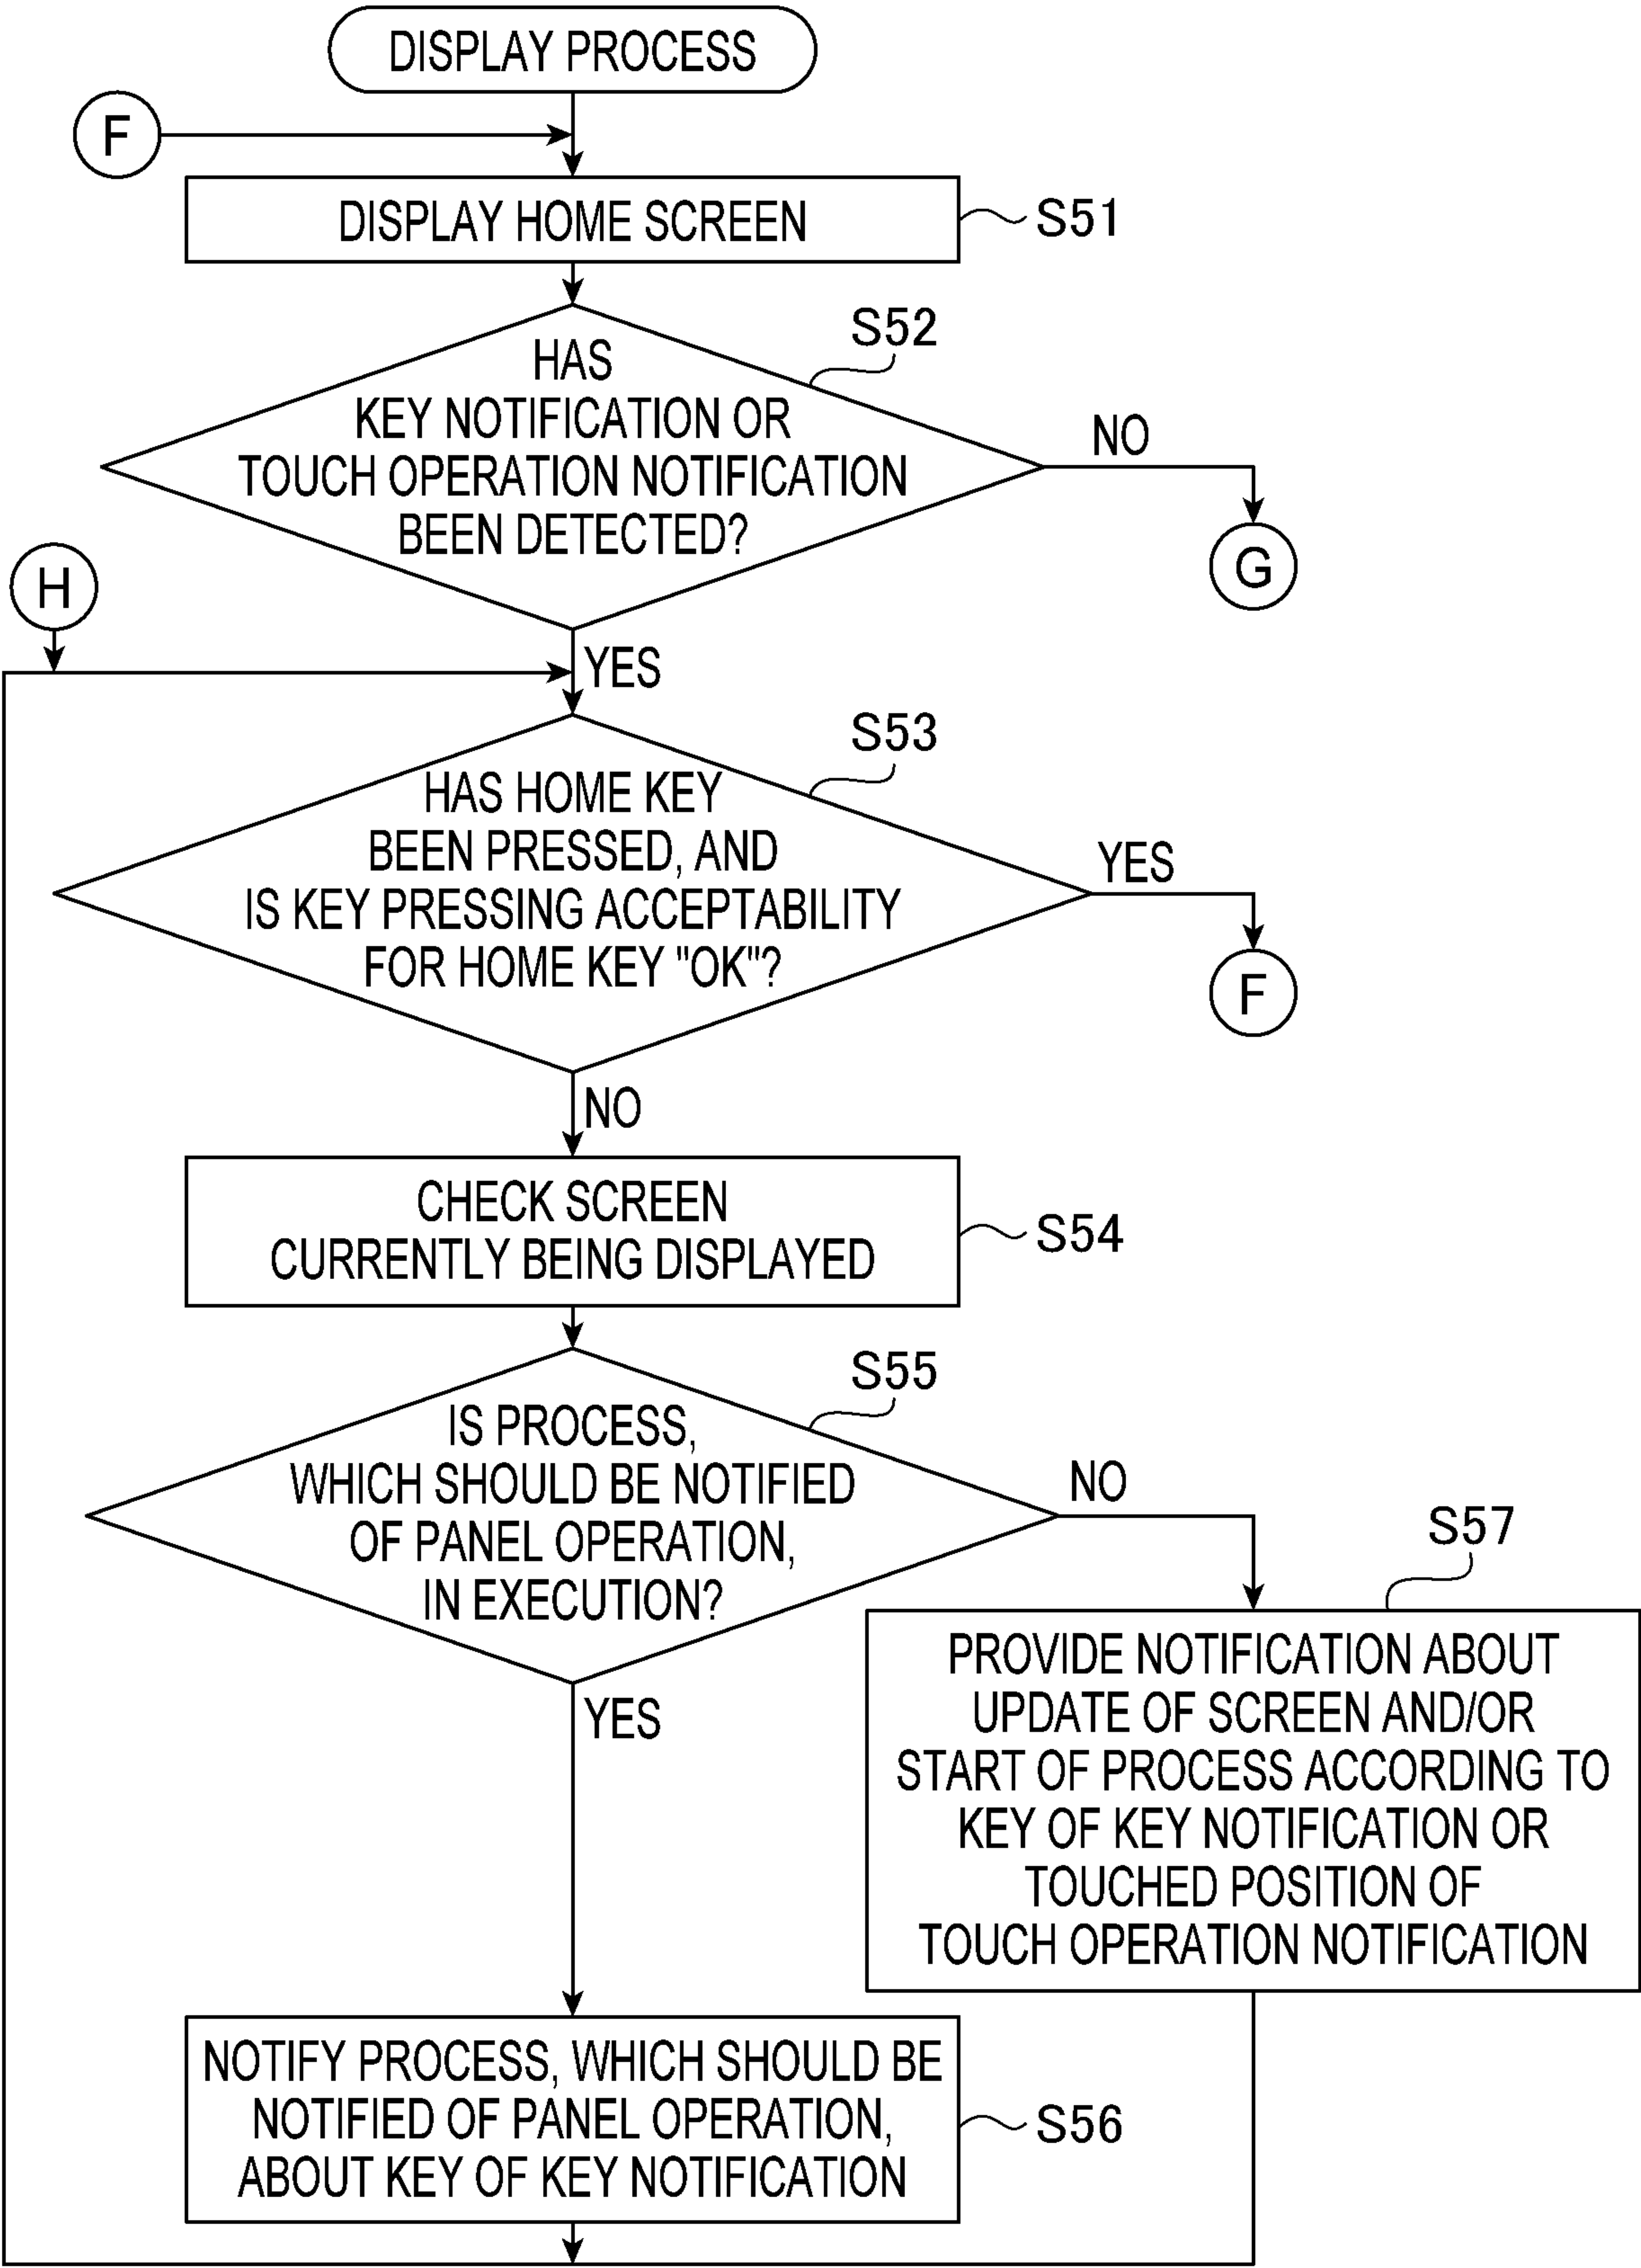 DISPLAY PROCESS
F
DISPLAY HOME SCREEN
S51
S52
HAS
KEY NOTIFICATION OR
TOUCH OPERATION NOTIFICATION
BEEN DETECTED?
NO
G
H
YES
S53
HAS HOME KEY
BEEN PRESSED, AND
IS KEY PRESSING ACCEPTABILITY
FOR HOME KEY "OK"?
YES
F
NO
CHECK SCREEN
CURRENTLY BEING DISPLAYED
S54
S55
IS PROCESS,
WHICH SHOULD BE NOTIFIED
OF PANEL OPERATION,
IN EXECUTION?
NO
YES
S57
PROVIDE NOTIFICATION ABOUT
UPDATE OF SCREEN AND/OR
START OF PROCESS ACCORDING TO
KEY OF KEY NOTIFICATION OR
TOUCHED POSITION OF
TOUCH OPERATION NOTIFICATION
NOTIFY PROCESS, WHICH SHOULD BE
NOTIFIED OF PANEL OPERATION,
ABOUT KEY OF KEY NOTIFICATION
S56